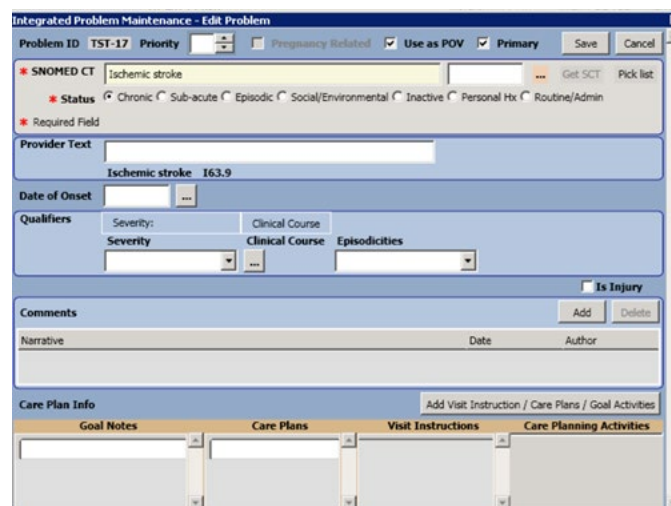 Integrated Problem Maintenance - Edit Problem
Problem ID TST-17 Priority Pregnancy Related Use as POV Primary Save Cancel
* SNOMED CT Ischemic stroke ... Get SCT Pick list
* Status Chronic Sub-acute Episodic Social/Environmental Inactive Personal Hx Routine/Admin
* Required Field
Provider Text
Ischemic stroke I63.9
Date of Onset ...
Qualifiers Severity: Clinical Course
Severity Clinical Course Episodicities
...
Is Injury
Comments Add Delete
Narrative Date Author
Care Plan Info Add Visit Instruction / Care Plans / Goal Activities
Goal Notes Care Plans Visit Instructions Care Planning Activities